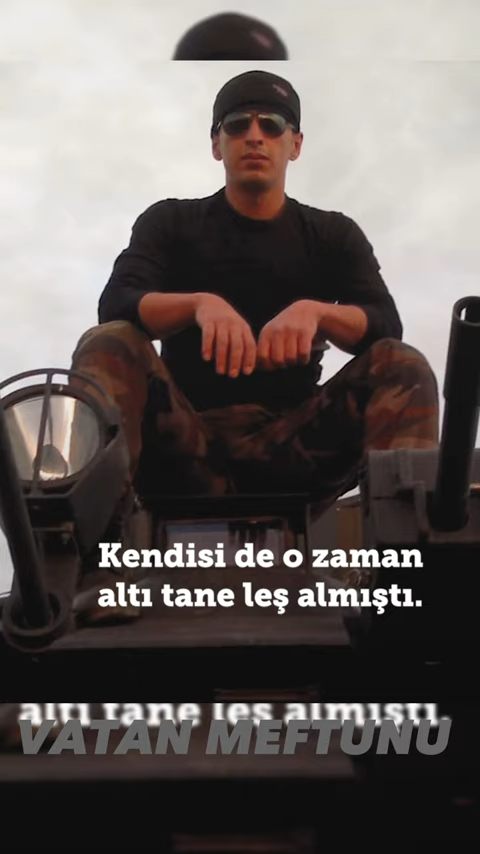 Kendisi de o zaman
altı tane leş almıştı.
altı tane leş almıştı.
VATAN MEFTUNU